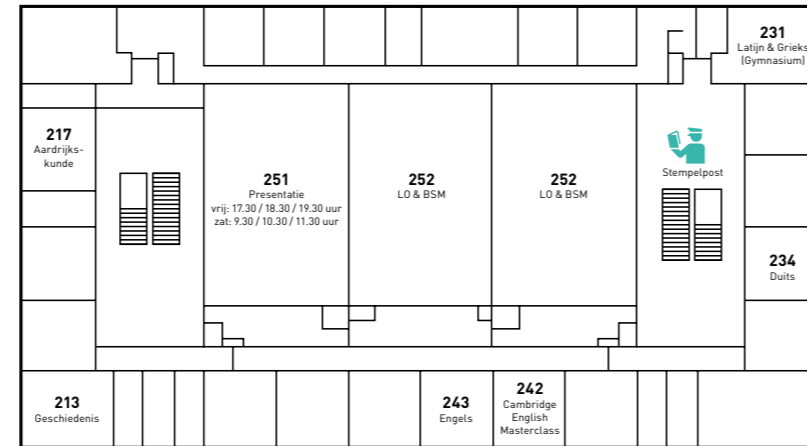 231
Latijn & Grieks
(Gymnasium)
217
Aardrijks-
kunde
Stempelpost
251
Presentatie
vrij: 17.30 / 18.30 / 19.30 uur
zat: 9.30 / 10.30 / 11.30 uur
252
LO & BSM
252
LO & BSM
234
Duits
213
Geschiedenis
243
Engels
242
Cambridge
English
Masterclass